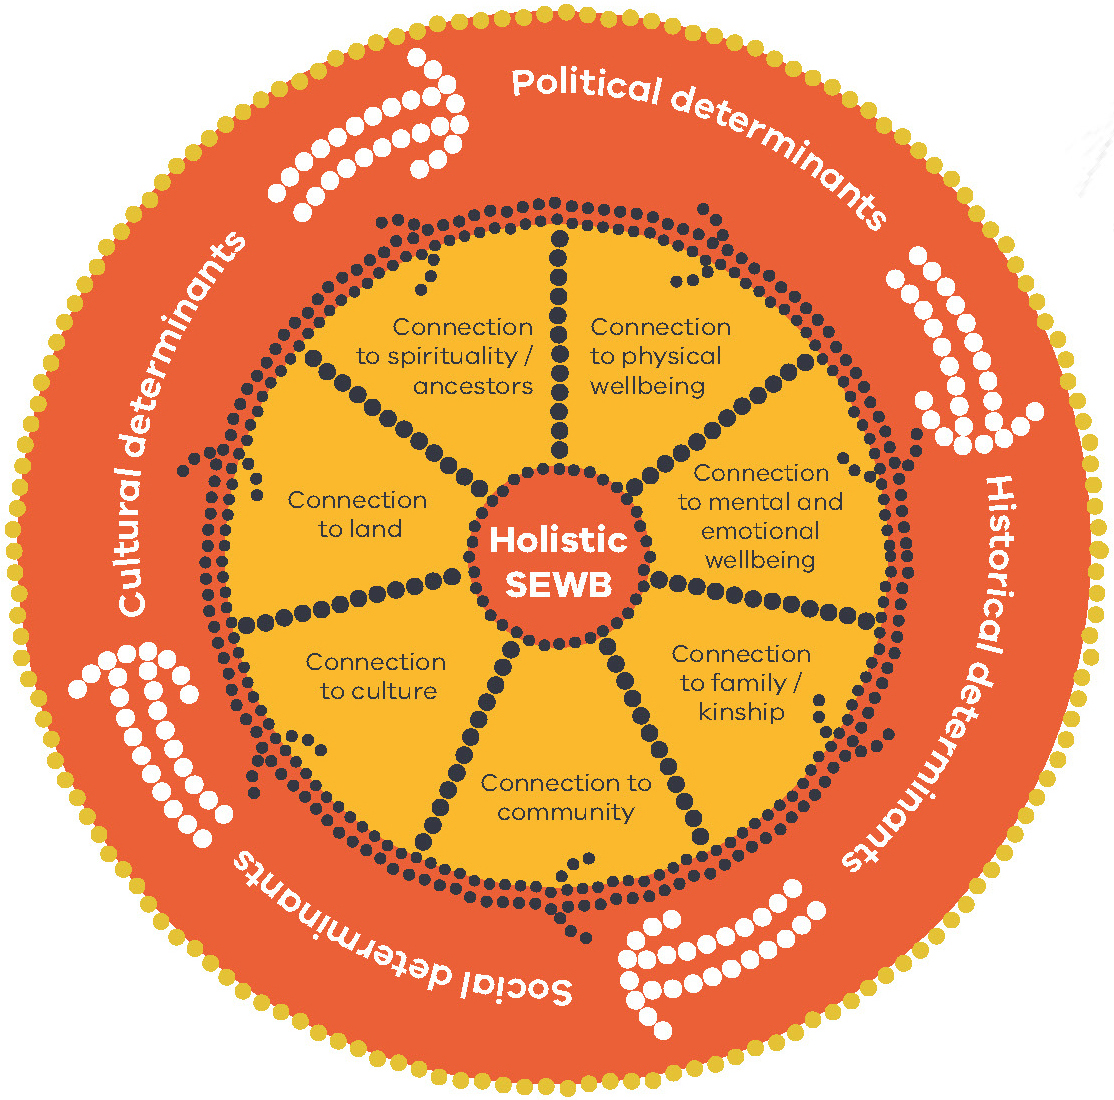 Political determinants
Historical determinants
Social determinants
Cultural determinants
Connection
to spirituality /
ancestors
Connection
to physical
wellbeing
Connection
to mental and
emotional
wellbeing
Connection
to family /
kinship
Connection to
community
Connection
to culture
Connection
to land
Holistic
SEWB